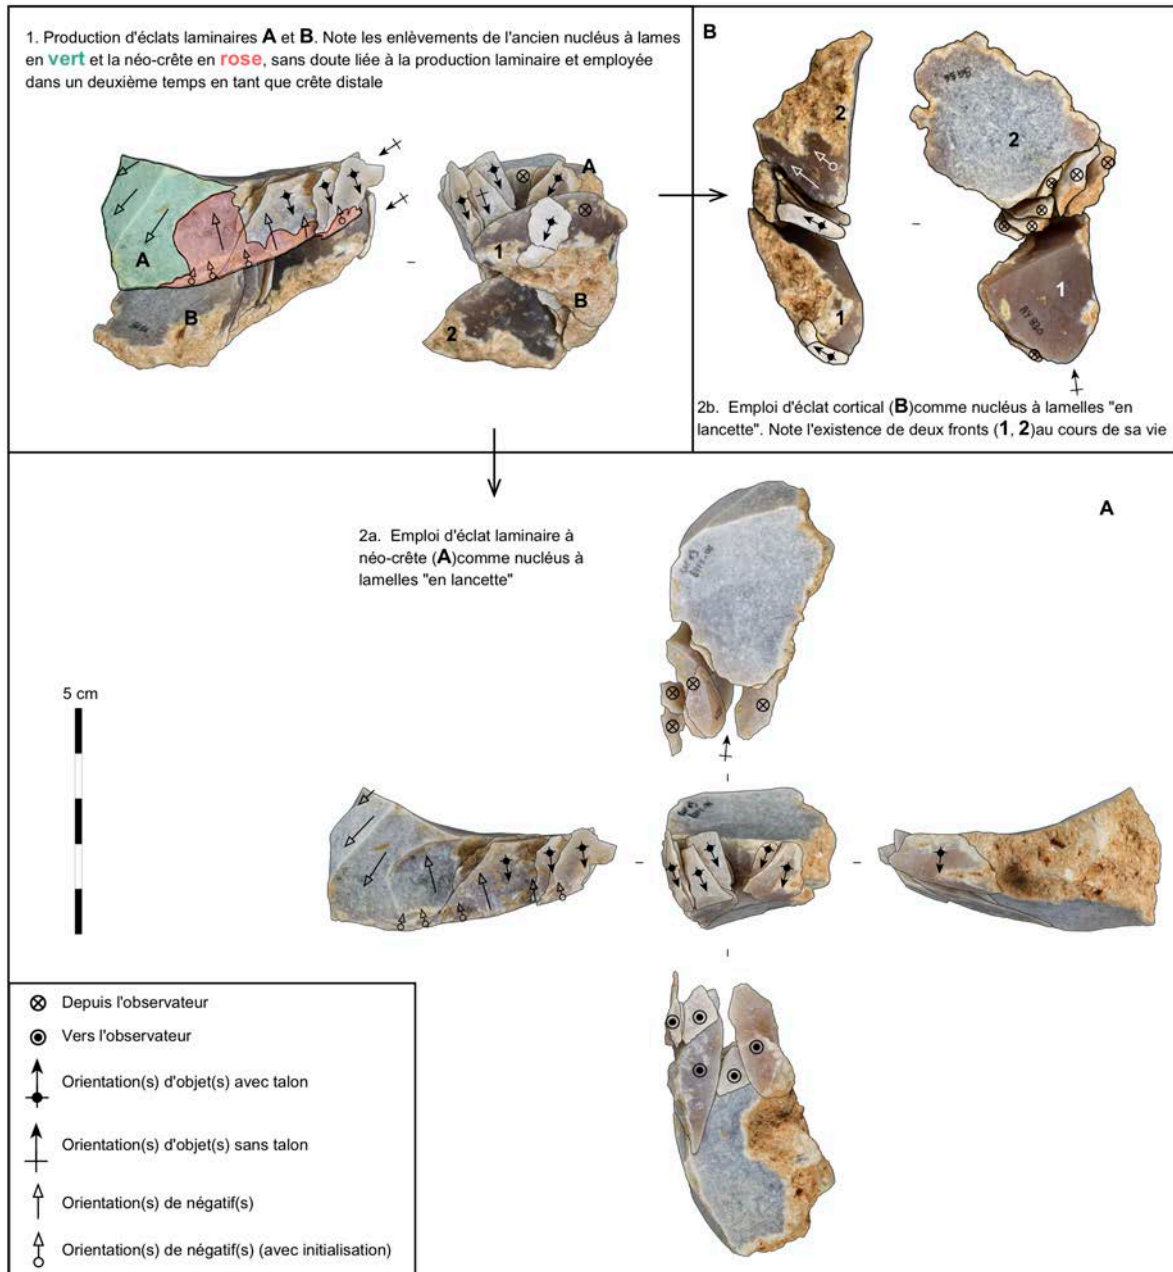 1. Production d'éclats laminaires A et B. Note les enlèvements de l'ancien nucléus à lames
en vert et la néo-crête en rose, sans doute liée à la production laminaire et employée
dans un deuxième temps en tant que crête distale
A
B
A
1
B
2
B
2
2
1
1
2b. Emploi d'éclat cortical (B)comme nucléus à lamelles "en
lancette". Note l'existence de deux fronts (1, 2)au cours de sa vie
A
2a. Emploi d'éclat laminaire à
néo-crête (A)comme nucléus à
lamelles "en lancette"
5 cm
Depuis l'observateur
Vers l'observateur
Orientation(s) d'objet(s) avec talon
Orientation(s) d'objet(s) sans talon
Orientation(s) de négatif(s)
Orientation(s) de négatif(s) (avec initialisation)